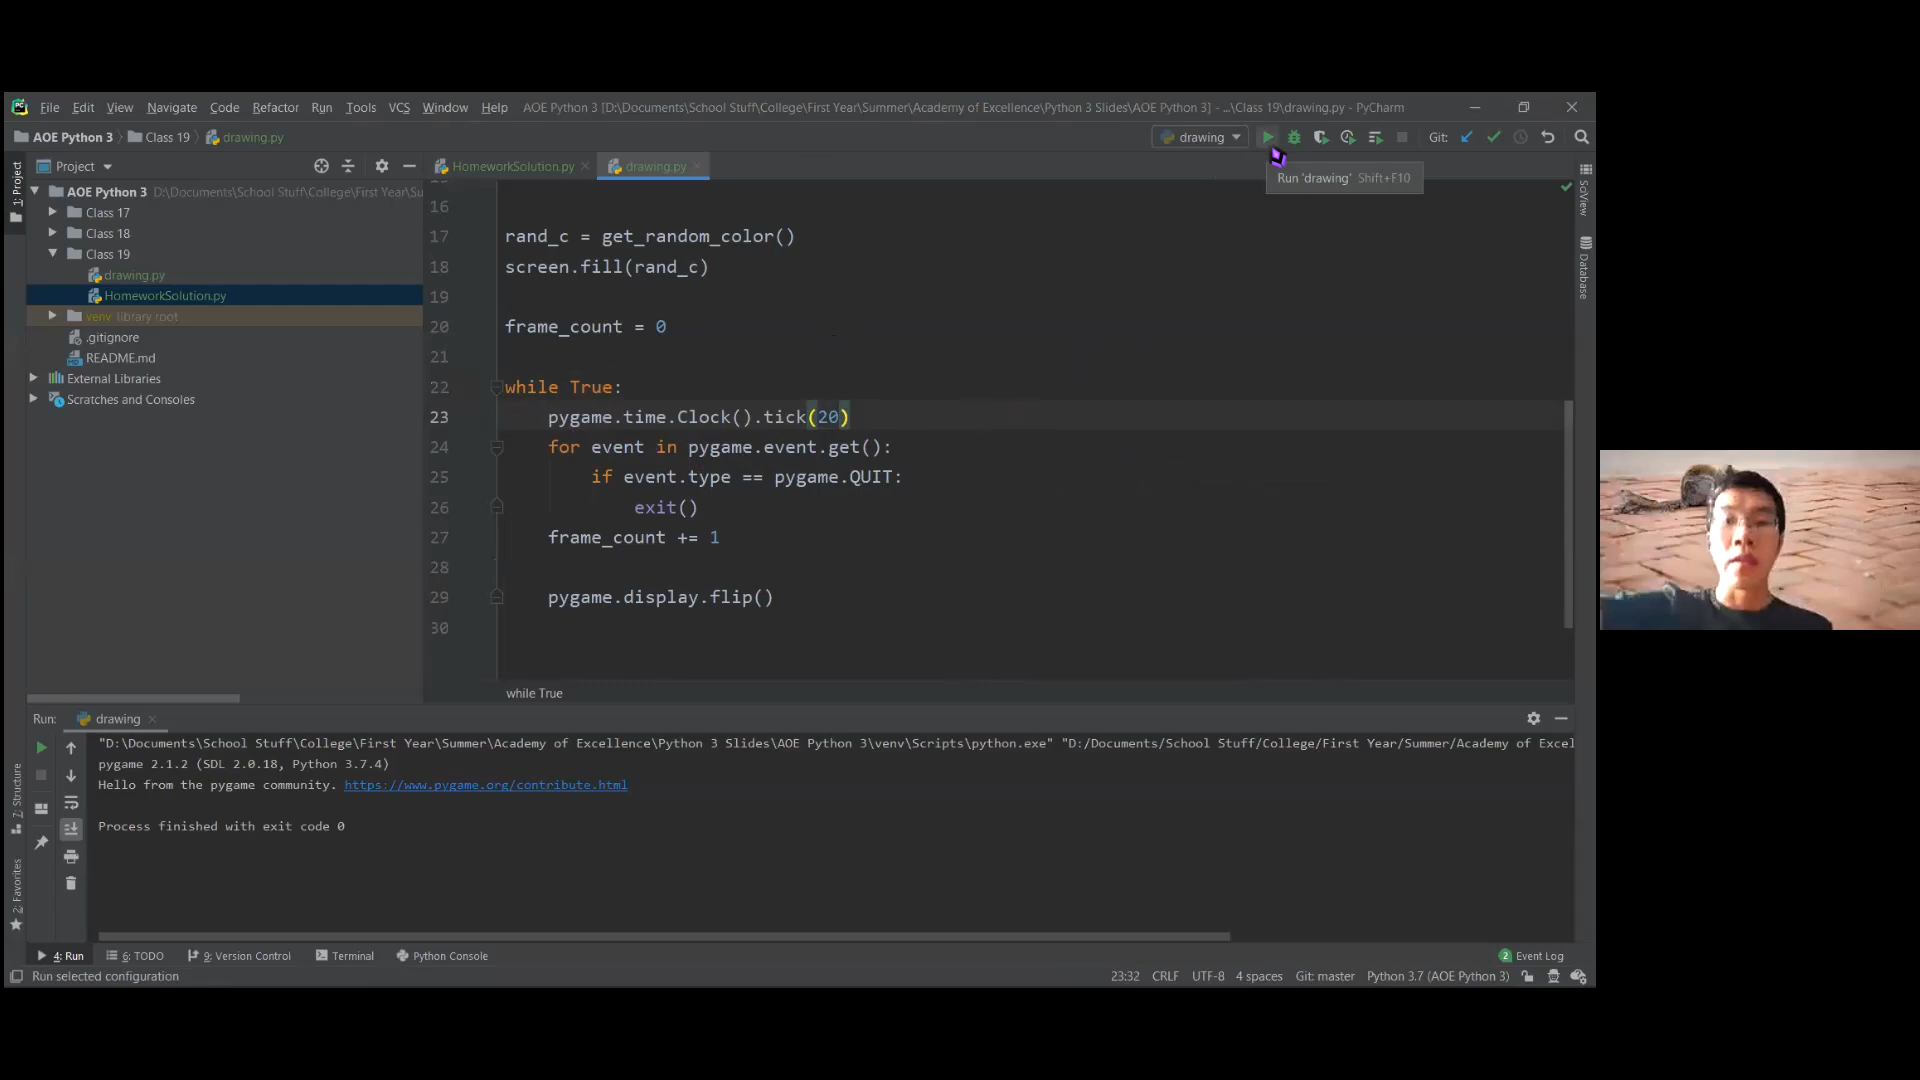 File Edit View Navigate Code Refactor Run Tools VCS Window Help AOE Python 3 [D:\Documents\School Stuff\College\First Year\Summer\Academy of Excellence\Python 3 Slides\AOE Python 3] - ...\Class 19\drawing.py - PyCharm
AOE Python 3 Class 19 drawing.py drawing Git:
Run 'drawing' Shift+F10
1: Project
Project
HomeworkSolution.py drawing.py
AOE Python 3 D:\Documents\School Stuff\College\First Year\Su
Class 17
Class 18
Class 19
drawing.py
HomeworkSolution.py
venv library root
.gitignore
README.md
External Libraries
Scratches and Consoles
16
17 rand_c = get_random_color()
18 screen.fill(rand_c)
19
20 frame_count = 0
21
22 while True:
23 pygame.time.Clock().tick(20)
24 for event in pygame.event.get():
25 if event.type == pygame.QUIT:
26 exit()
27 frame_count += 1
28
29 pygame.display.flip()
30
while True
SciView
Database
Run: drawing
"D:\Documents\School Stuff\College\First Year\Summer\Academy of Excellence\Python 3 Slides\AOE Python 3\venv\Scripts\python.exe" "D:/Documents/School Stuff/College/First Year/Summer/Academy of Excel
pygame 2.1.2 (SDL 2.0.18, Python 3.7.4)
Hello from the pygame community. https://www.pygame.org/contribute.html
Process finished with exit code 0
7: Structure
2: Favorites
4: Run 6: TODO 9: Version Control Terminal Python Console 2 Event Log
Run selected configuration 23:32 CRLF UTF-8 4 spaces Git: master Python 3.7 (AOE Python 3)